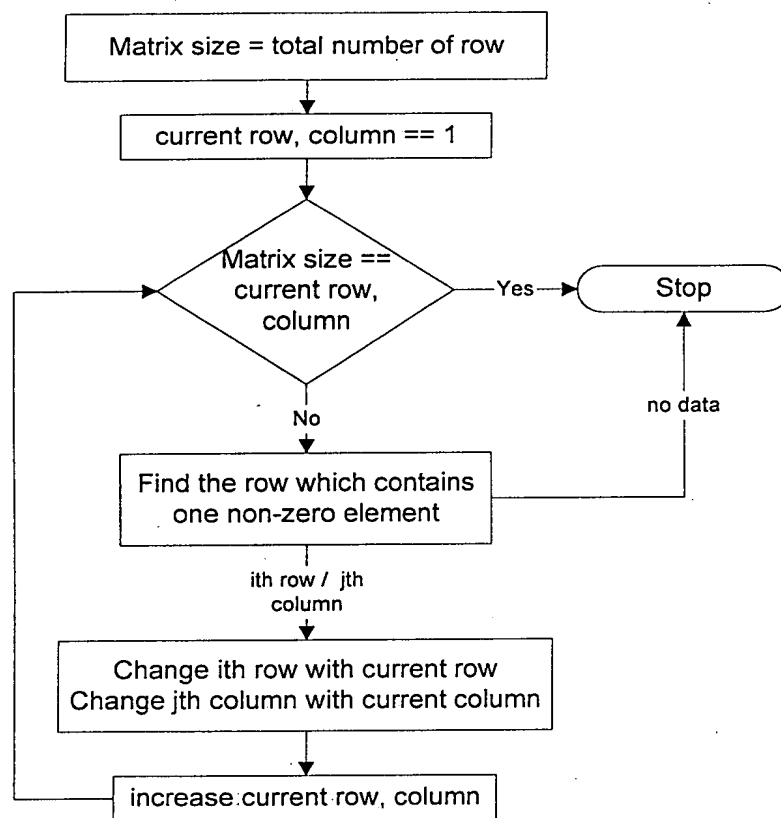 Matrix size = total number of row
current row, column == 1
Matrix size ==
current row,
column
Yes
Stop
No
no data
Find the row which contains
one non-zero element
ith row / jth
column
Change ith row with current row
Change jth column with current column
increase current row, column